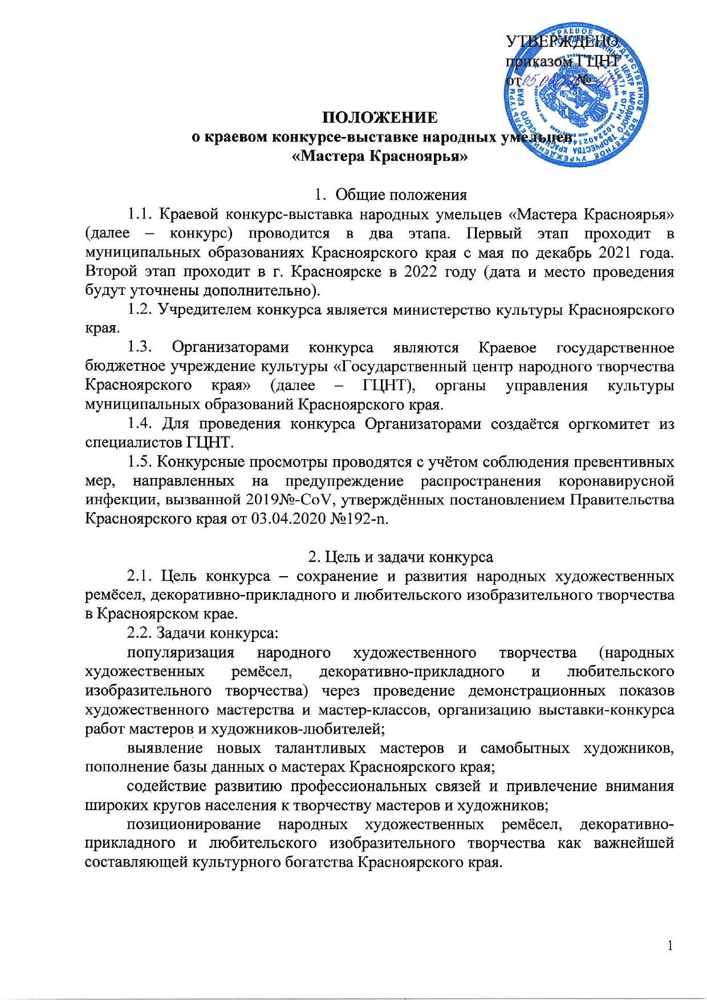 УТВЕРЖДЕНО
приказом ГЦНТ
от №
ПОЛОЖЕНИЕ
о краевом конкурсе-выставке народных умельцев
«Мастера Красноярья»
1. Общие положения
1.1. Краевой конкурс-выставка народных умельцев «Мастера Красноярья»
(далее – конкурс) проводится в два этапа. Первый этап проходит в
муниципальных образованиях Красноярского края с мая по декабрь 2021 года.
Второй этап проходит в г. Красноярске в 2022 году (дата и место проведения
будут уточнены дополнительно).
1.2. Учредителем конкурса является министерство культуры Красноярского
края.
1.3. Организаторами конкурса являются Краевое государственное
бюджетное учреждение культуры «Государственный центр народного творчества
Красноярского края» (далее – ГЦНТ), органы управления культуры
муниципальных образований Красноярского края.
1.4. Для проведения конкурса Организаторами создаётся оргкомитет из
специалистов ГЦНТ.
1.5. Конкурсные просмотры проводятся с учётом соблюдения превентивных
мер, направленных на предупреждение распространения коронавирусной
инфекции, вызванной 2019№-CoV, утверждённых постановлением Правительства
Красноярского края от 03.04.2020 №192-п.
2. Цель и задачи конкурса
2.1. Цель конкурса – сохранение и развития народных художественных
ремёсел, декоративно-прикладного и любительского изобразительного творчества
в Красноярском крае.
2.2. Задачи конкурса:
популяризация народного художественного творчества (народных
художественных ремёсел, декоративно-прикладного и любительского
изобразительного творчества) через проведение демонстрационных показов
художественного мастерства и мастер-классов, организацию выставки-конкурса
работ мастеров и художников-любителей;
выявление новых талантливых мастеров и самобытных художников,
пополнение базы данных о мастерах Красноярского края;
содействие развитию профессиональных связей и привлечение внимания
широких кругов населения к творчеству мастеров и художников;
позиционирование народных художественных ремёсел, декоративно-
прикладного и любительского изобразительного творчества как важнейшей
составляющей культурного богатства Красноярского края.
1